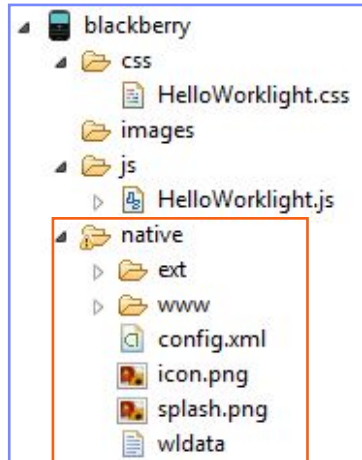 blackberry
css
HelloWorklight.css
images
js
HelloWorklight.js
native
ext
www
config.xml
icon.png
splash.png
wldata